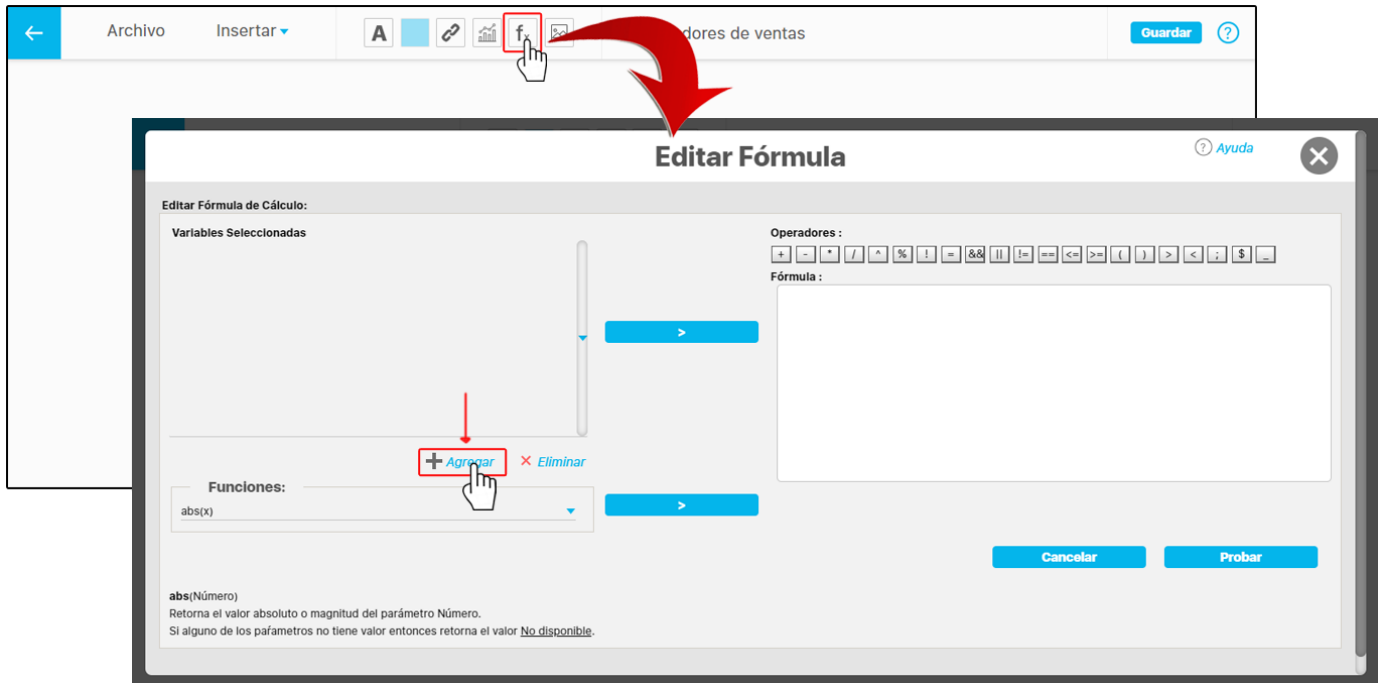 Archivo Insertar A fx dores de ventas Guardar ?
Editar Fórmula
? Ayuda
Editar Fórmula de Cálculo:
Variables Seleccionadas
Operadores :
+ - * / ^ % ! = && || != == <= >= ( ) > < ; $ _
Fórmula :
>
Agregar Eliminar
Funciones:
abs(x)
>
Cancelar Probar
abs(Número)
Retorna el valor absoluto o magnitud del parámetro Número.
Si alguno de los paŕametros no tiene valor entonces retorna el valor No disponible.